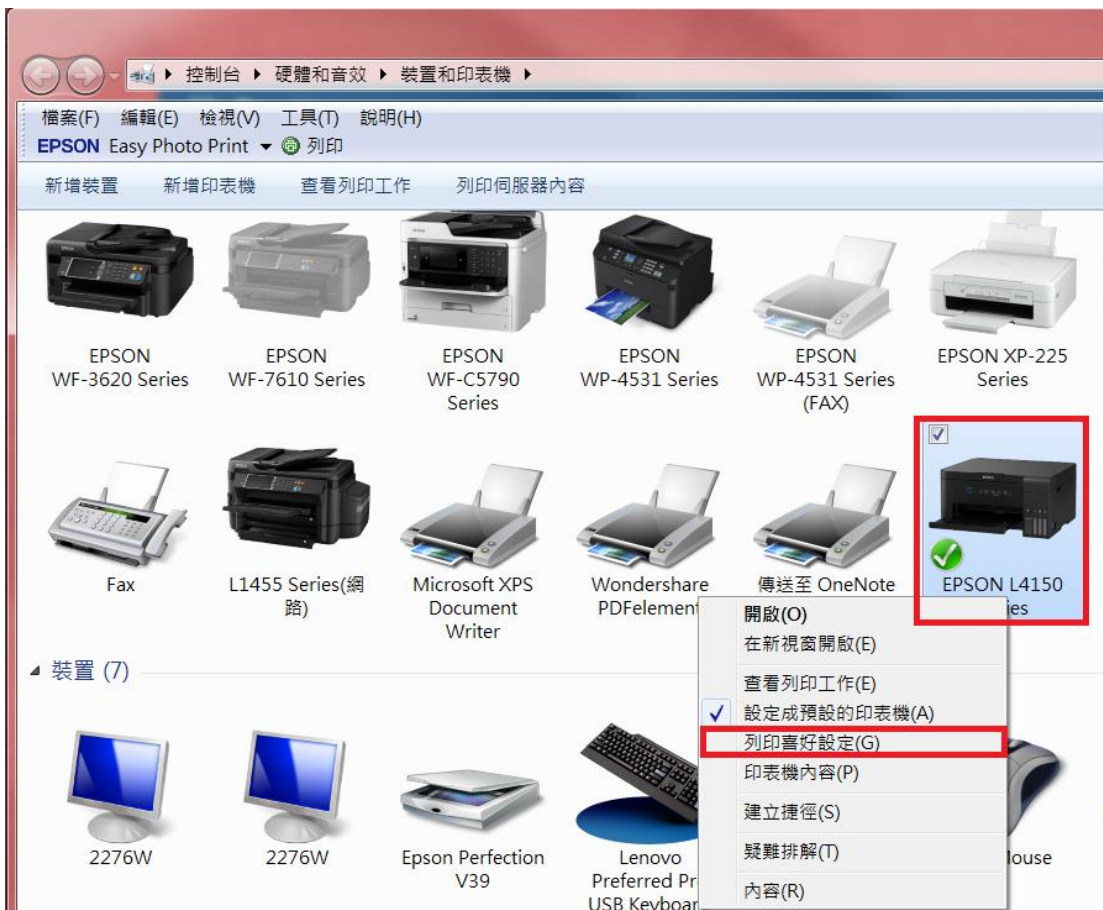 控制台 ▸ 硬體和音效 ▸ 裝置和印表機 ▸
檔案(F) 編輯(E) 檢視(V) 工具(T) 說明(H)
EPSON Easy Photo Print 列印
新增裝置 新增印表機 查看列印工作 列印伺服器內容
EPSON
WF-3620 Series
EPSON
WF-7610 Series
EPSON
WF-C5790
Series
EPSON
WP-4531 Series
EPSON
WP-4531 Series
(FAX)
EPSON XP-225
Series
Fax
L1455 Series(網
路)
Microsoft XPS
Document
Writer
Wondershare
PDFelement
傳送至 OneNote
EPSON L4150
開啟(O)
在新視窗開啟(E)
查看列印工作(E)
設定成預設的印表機(A)
列印喜好設定(G)
印表機內容(P)
建立捷徑(S)
疑難排解(T)
內容(R)
裝置 (7)
2276W
2276W
Epson Perfection
V39
Lenovo
Preferred Pr
USB Keyboar